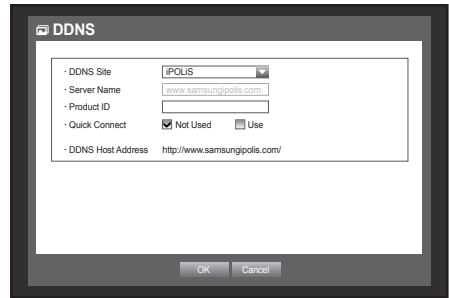 DDNS
· DDNS Site iPOLiS
· Server Name www.samsungipolis.com
· Product ID
· Quick Connect Not Used Use
· DDNS Host Address http://www.samsungipolis.com/
OK Cancel